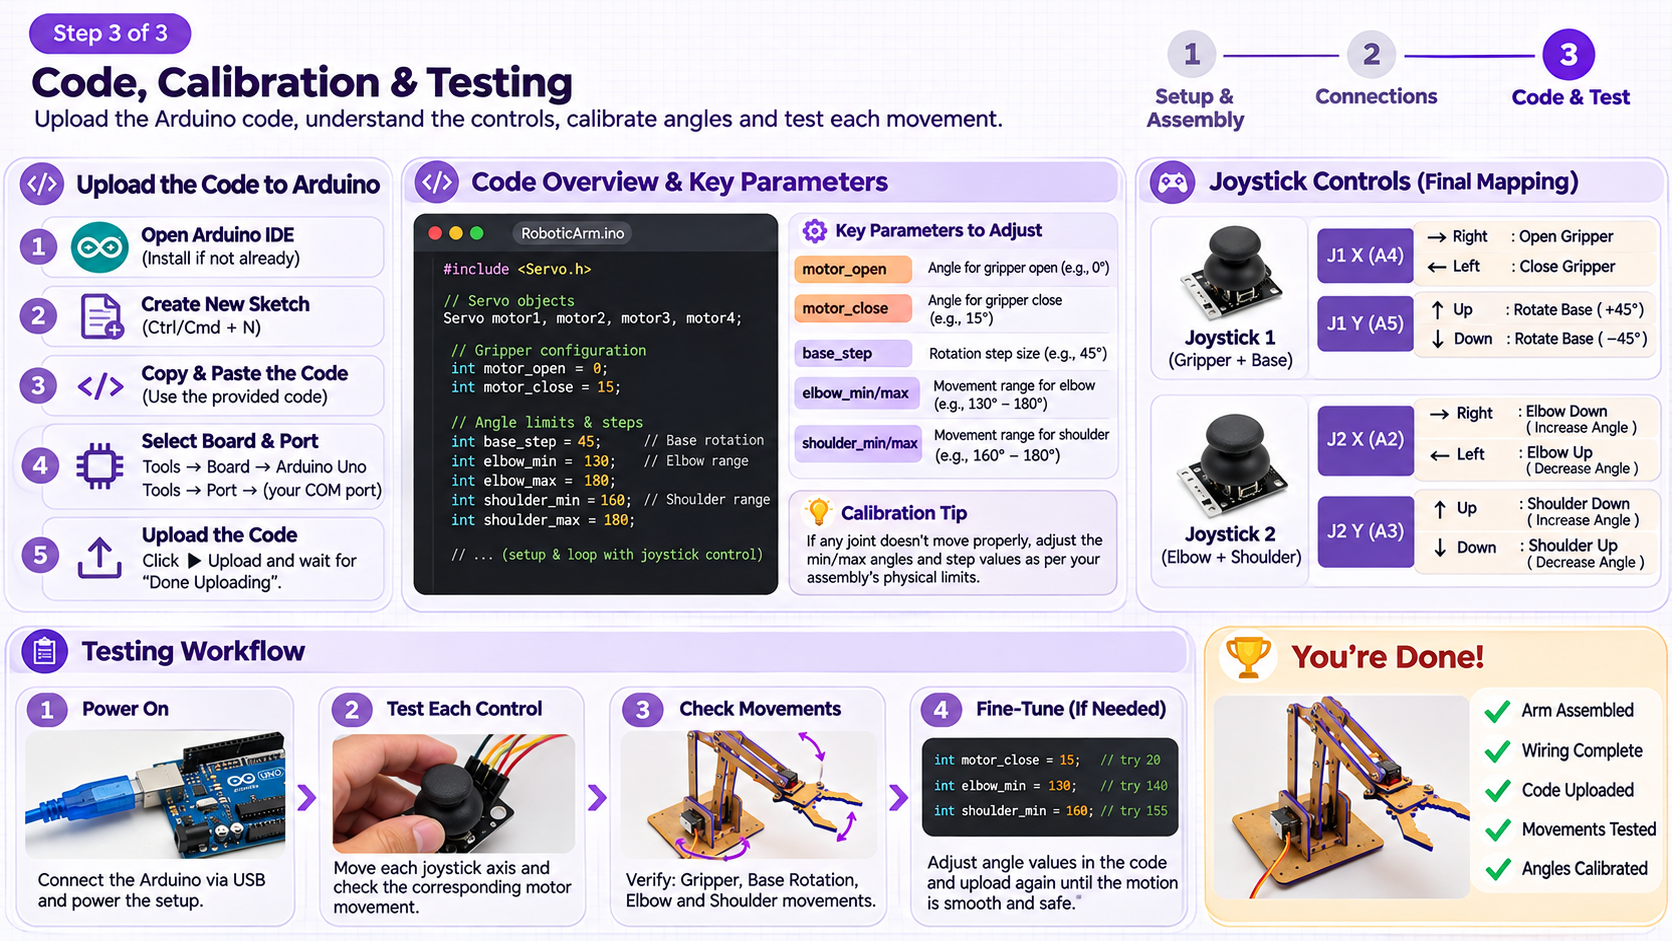 Step 3 of 3
Code, Calibration & Testing
Upload the Arduino code, understand the controls, calibrate angles and test each movement.
1
2
3
Setup &
Assembly
Connections
Code & Test
</> Upload the Code to Arduino
1
Open Arduino IDE
(Install if not already)
2
Create New Sketch
(Ctrl/Cmd + N)
3
</>
Copy & Paste the Code
(Use the provided code)
4
Select Board & Port
Tools → Board → Arduino Uno
Tools → Port → (your COM port)
5
Upload the Code
Click ▶ Upload and wait for
“Done Uploading”.
</> Code Overview & Key Parameters
RoboticArm.ino
#include <Servo.h>
// Servo objects
Servo motor1, motor2, motor3, motor4;
// Gripper configuration
int motor_open = 0;
int motor_close = 15;
// Angle limits & steps
int base_step = 45; // Base rotation
int elbow_min = 130; // Elbow range
int elbow_max = 180;
int shoulder_min = 160; // Shoulder range
int shoulder_max = 180;
// ... (setup & loop with joystick control)
Key Parameters to Adjust
motor_open Angle for gripper open (e.g., 0°)
motor_close Angle for gripper close
(e.g., 15°)
base_step Rotation step size (e.g., 45°)
elbow_min/max Movement range for elbow
(e.g., 130° – 180°)
shoulder_min/max Movement range for shoulder
(e.g., 160° – 180°)
Calibration Tip
If any joint doesn't move properly, adjust the
min/max angles and step values as per your
assembly's physical limits.
Joystick Controls (Final Mapping)
Joystick 1
(Gripper + Base)
J1 X (A4)
→ Right : Open Gripper
← Left : Close Gripper
J1 Y (A5)
↑ Up : Rotate Base ( +45°)
↓ Down : Rotate Base ( −45°)
Joystick 2
(Elbow + Shoulder)
J2 X (A2)
→ Right : Elbow Down
( Increase Angle )
← Left : Elbow Up
( Decrease Angle )
J2 Y (A3)
↑ Up : Shoulder Down
( Increase Angle )
↓ Down : Shoulder Up
( Decrease Angle )
Testing Workflow
1 Power On
UNO
Connect the Arduino via USB
and power the setup.
2 Test Each Control
Move each joystick axis and
check the corresponding motor
movement.
3 Check Movements
Verify: Gripper, Base Rotation,
Elbow and Shoulder movements.
4 Fine-Tune (If Needed)
int motor_close = 15; // try 20
int elbow_min = 130; // try 140
int shoulder_min = 160; // try 155
Adjust angle values in the code
and upload again until the motion
is smooth and safe."
You're Done!
Arm Assembled
Wiring Complete
Code Uploaded
Movements Tested
Angles Calibrated